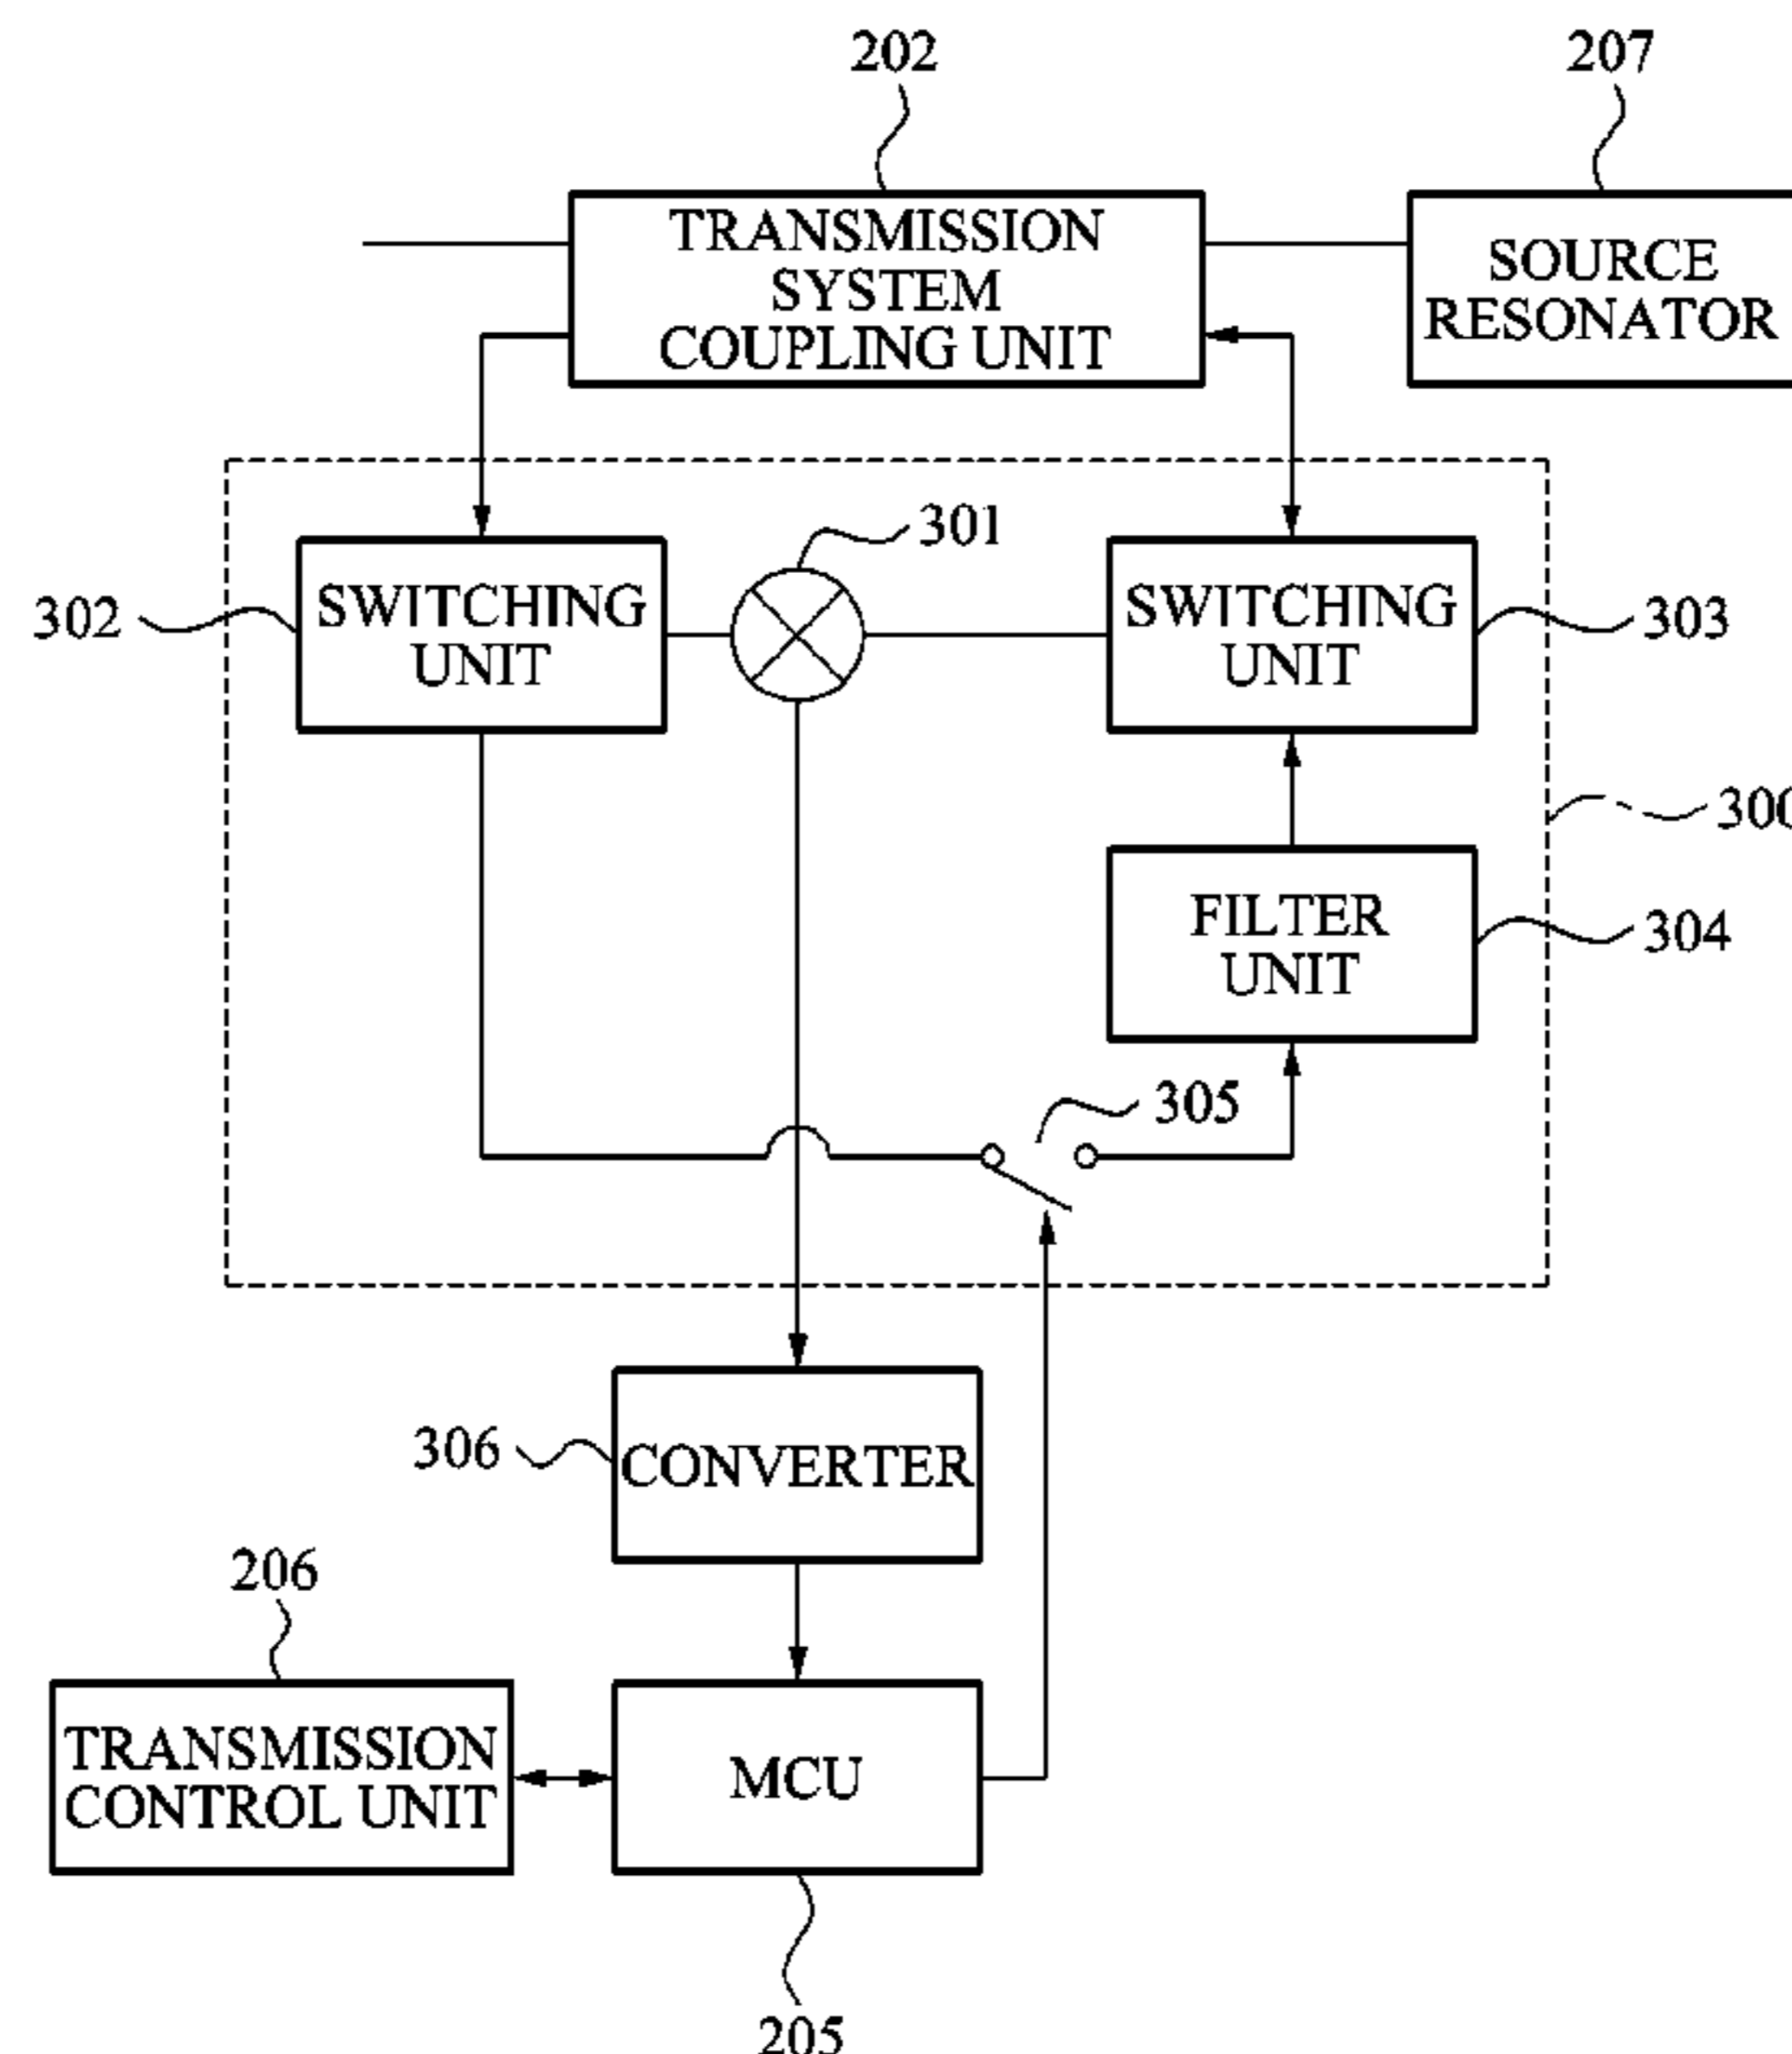 202
207
TRANSMISSION
SYSTEM
COUPLING UNIT
SOURCE
RESONATOR
301
302
SWITCHING
UNIT
SWITCHING
UNIT
303
300
FILTER
UNIT
304
305
306
CONVERTER
206
TRANSMISSION
CONTROL UNIT
MCU
205